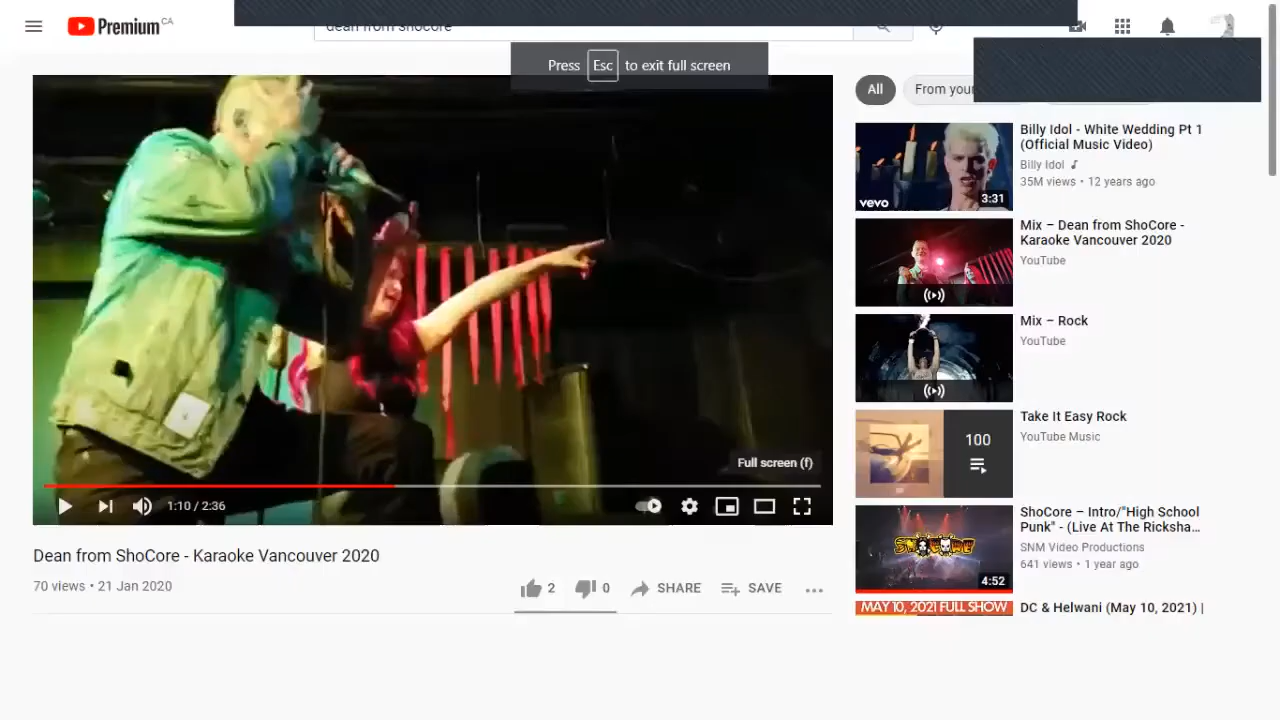 Premium CA
dean from shocore
Press Esc to exit full screen
All
From your
Billy Idol - White Wedding Pt 1
(Official Music Video)
Billy Idol
35M views • 12 years ago
vevo
3:31
Mix – Dean from ShoCore -
Karaoke Vancouver 2020
YouTube
Mix – Rock
YouTube
Take It Easy Rock
YouTube Music
100
ShoCore – Intro/"High School
Punk" - (Live At The Ricksha...
SNM Video Productions
641 views • 1 year ago
SHOCORE
4:52
MAY 10, 2021 FULL SHOW
DC & Helwani (May 10, 2021) |
Full screen (f)
1:10 / 2:36
Dean from ShoCore - Karaoke Vancouver 2020
70 views • 21 Jan 2020
2
0
SHARE
SAVE